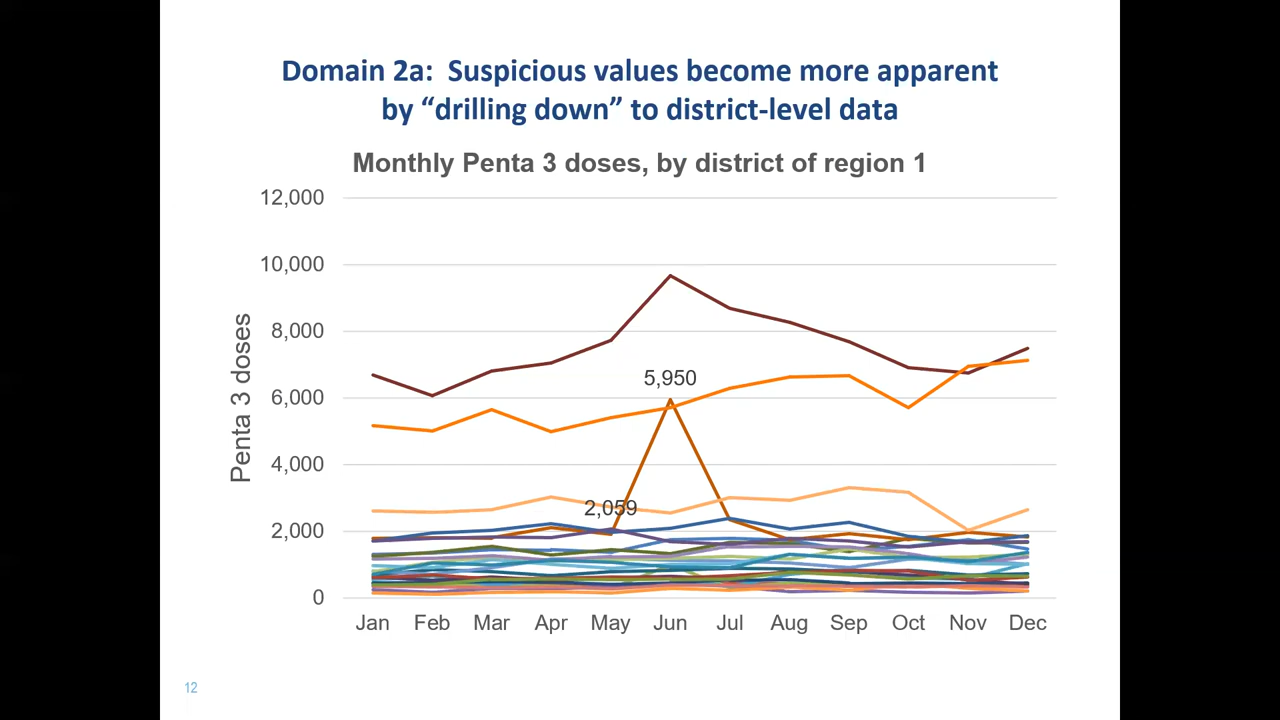 Domain 2a:  Suspicious values become more apparent
by “drilling down” to district-level data
Monthly Penta 3 doses, by district of region 1
Penta 3 doses
12,000
10,000
8,000
6,000
4,000
2,000
0
5,950
2,059
Jan Feb Mar Apr May Jun Jul Aug Sep Oct Nov Dec
12